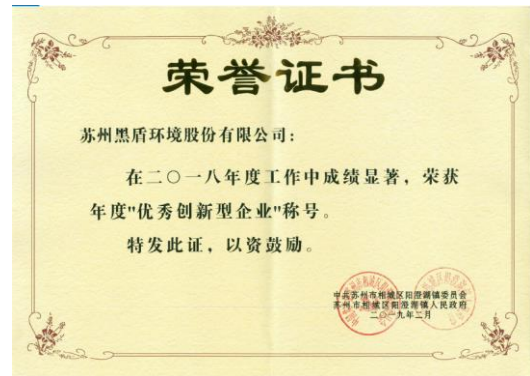 荣誉证书
苏州黑盾环境股份有限公司：
在二〇一八年度工作中成绩显著，荣获
年度"优秀创新型企业"称号。
特发此证，以资鼓励。
中共苏州市相城区阳澄湖镇委员会
苏州市相城区阳澄湖镇人民政府
二〇一九年二月